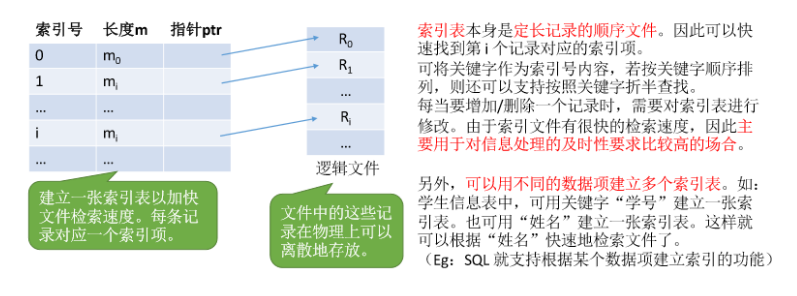 索引号 长度m 指针ptr
0 m0
1 mi
... ...
i mi
... ...
R0
R1
...
Ri
...
逻辑文件
建立一张索引表以加快
文件检索速度。每条记
录对应一个索引项。
文件中的这些记
录在物理上可以
离散地存放。
索引表本身是定长记录的顺序文件。因此可以快
速找到第 i 个记录对应的索引项。
可将关键字作为索引号内容，若按关键字顺序排
列，则还可以支持按照关键字折半查找。
每当要增加/删除一个记录时，需要对索引表进行
修改。由于索引文件有很快的检索速度，因此主
要用于对信息处理的及时性要求比较高的场合。
另外，可以用不同的数据项建立多个索引表。如：
学生信息表中，可用关键字“学号”建立一张索
引表。也可用“姓名”建立一张索引表。这样就
可以根据“姓名”快速地检索文件了。
（Eg：SQL 就支持根据某个数据项建立索引的功能）